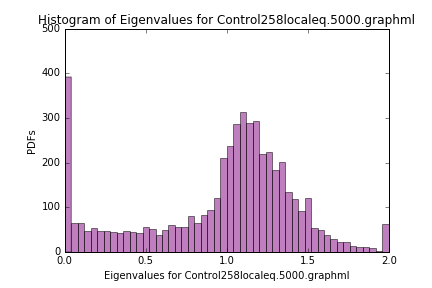 Histogram of Eigenvalues for Control258localeq.5000.graphml
500
400
300
200
100
0
PDFs
0.0 0.5 1.0 1.5 2.0
Eigenvalues for Control258localeq.5000.graphml